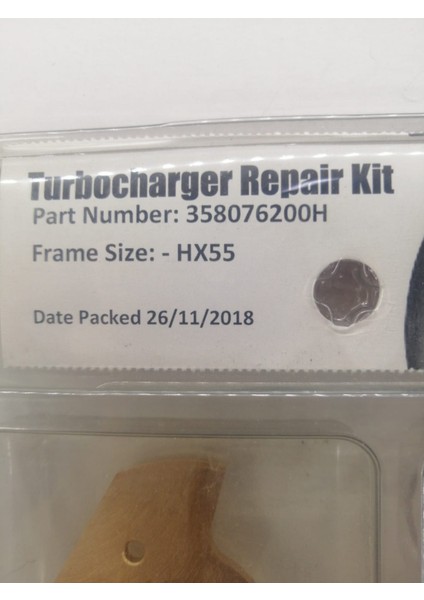 Turbocharger Repair Kit
Part Number: 358076200H
Frame Size: - HX55
Date Packed 26/11/2018